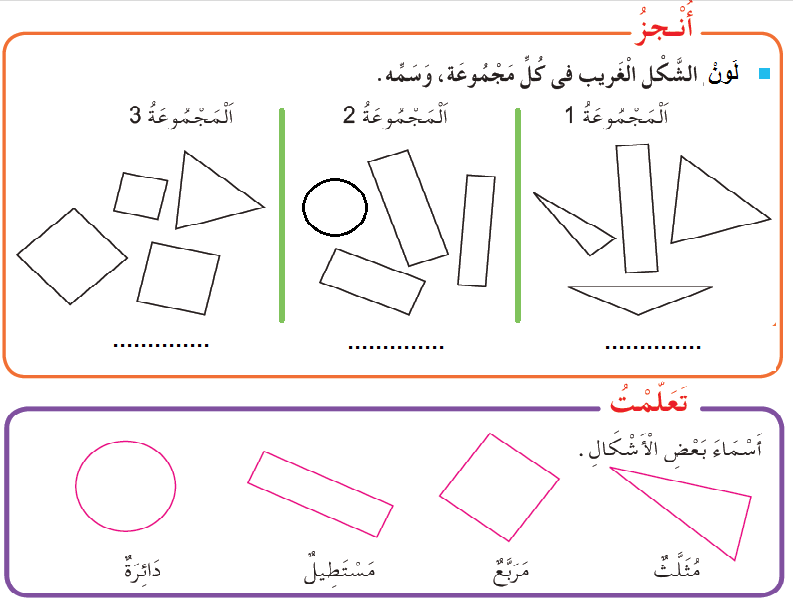 أُنْجِزُ
لَوِّنْ الشَّكْلَ الْغَرِيبَ فِي كُلِّ مَجْمُوعَة، وَسَمِّه.
اَلْمَجْمُوعَةُ 1
اَلْمَجْمُوعَةُ 2
اَلْمَجْمُوعَةُ 3
..............
..............
..............
تَعَلَّمْتُ
أَسْمَاءَ بَعْضِ الْأَشْكَالِ.
مُثَلَّثٌ
مَرَبَّعٌ
مَسْتَطِيلٌ
دَائِرَةٌ